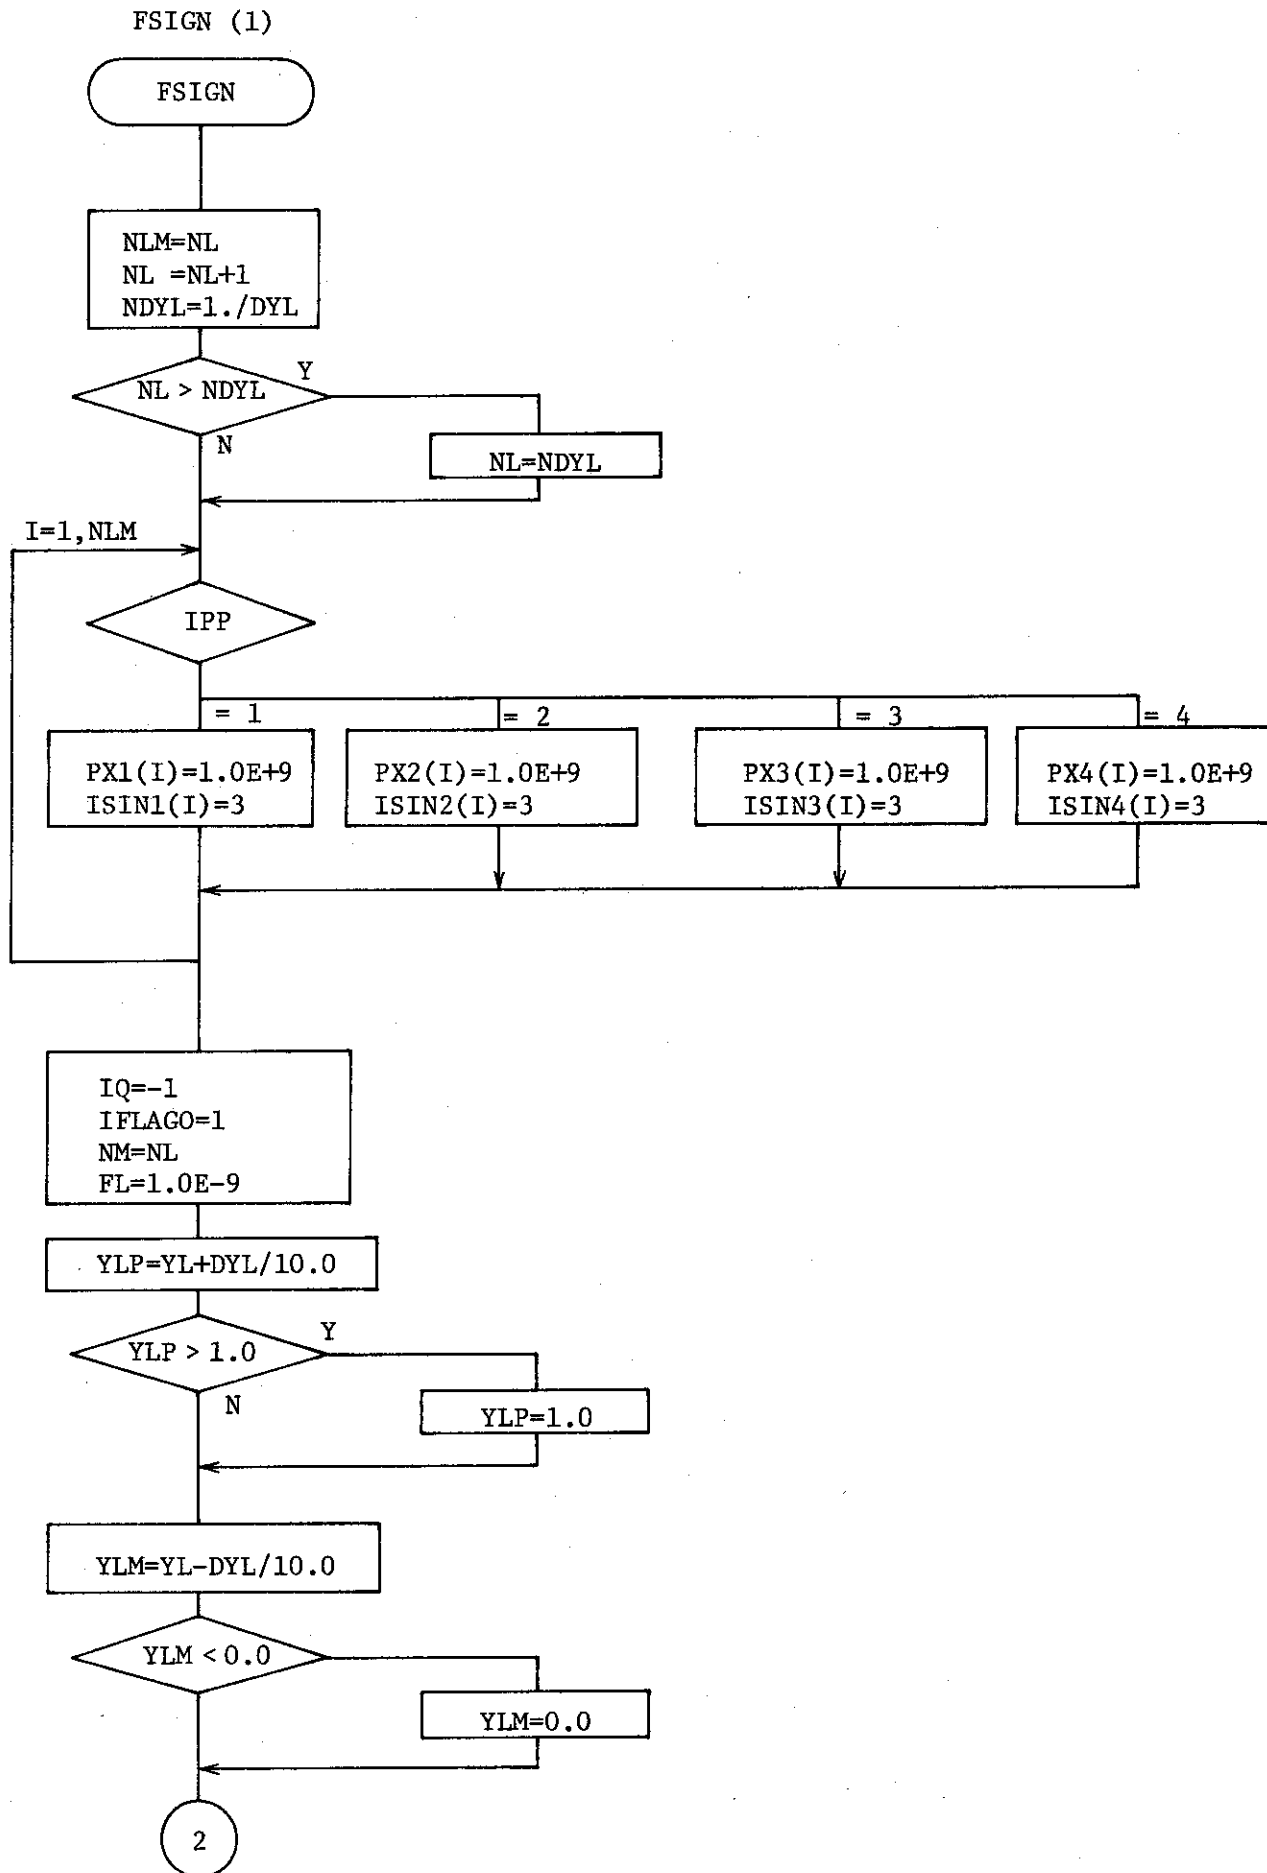 FSIGN (1)
FSIGN
NLM=NL
NL =NL+1
NDYL=1./DYL
NL > NDYL
Y
N
NL=NDYL
I=1,NLM
IPP
= 1
= 2
= 3
= 4
PX1(I)=1.0E+9
ISIN1(I)=3
PX2(I)=1.0E+9
ISIN2(I)=3
PX3(I)=1.0E+9
ISIN3(I)=3
PX4(I)=1.0E+9
ISIN4(I)=3
IQ=-1
IFLAGO=1
NM=NL
FL=1.0E-9
YLP=YL+DYL/10.0
YLP > 1.0
Y
N
YLP=1.0
YLM=YL-DYL/10.0
YLM < 0.0
YLM=0.0
2